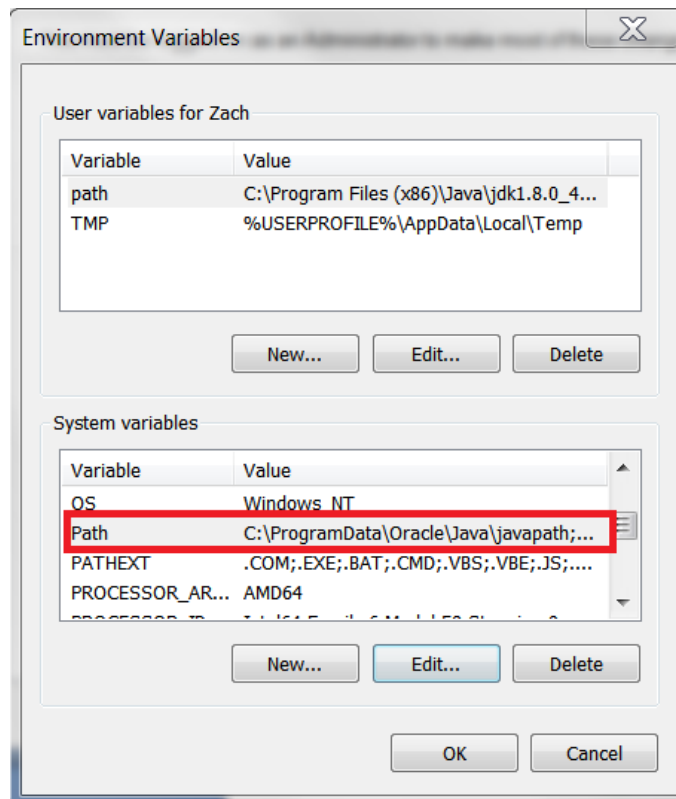 Environment Variables
User variables for Zach
Variable Value
path C:\Program Files (x86)\Java\jdk1.8.0_4...
TMP %USERPROFILE%\AppData\Local\Temp
New... Edit... Delete
System variables
Variable Value
OS Windows_NT
Path C:\ProgramData\Oracle\Java\javapath;...
PATHEXT .COM;.EXE;.BAT;.CMD;.VBS;.VBE;.JS;....
PROCESSOR_AR... AMD64
New... Edit... Delete
OK Cancel